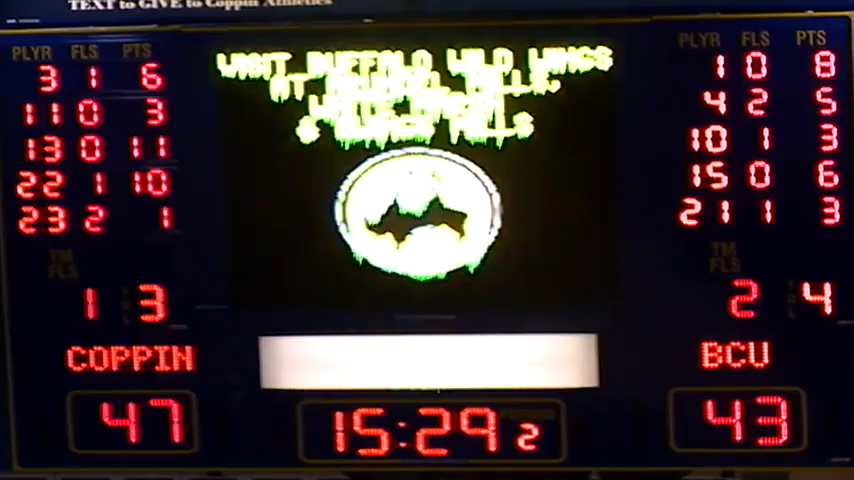 TEXT to GIVE to Coppin Athletics
PLYR FLS PTS
3 1 6
11 0 3
13 0 11
22 1 10
23 2 1
TM
FLS
1 3
COPPIN
47
VISIT BUFFALO WILD WINGS
AT
&
15:29 2
PLYR FLS PTS
1 0 8
4 2 5
10 1 3
15 0 6
21 1 3
TM
FLS
2 4
BCU
43